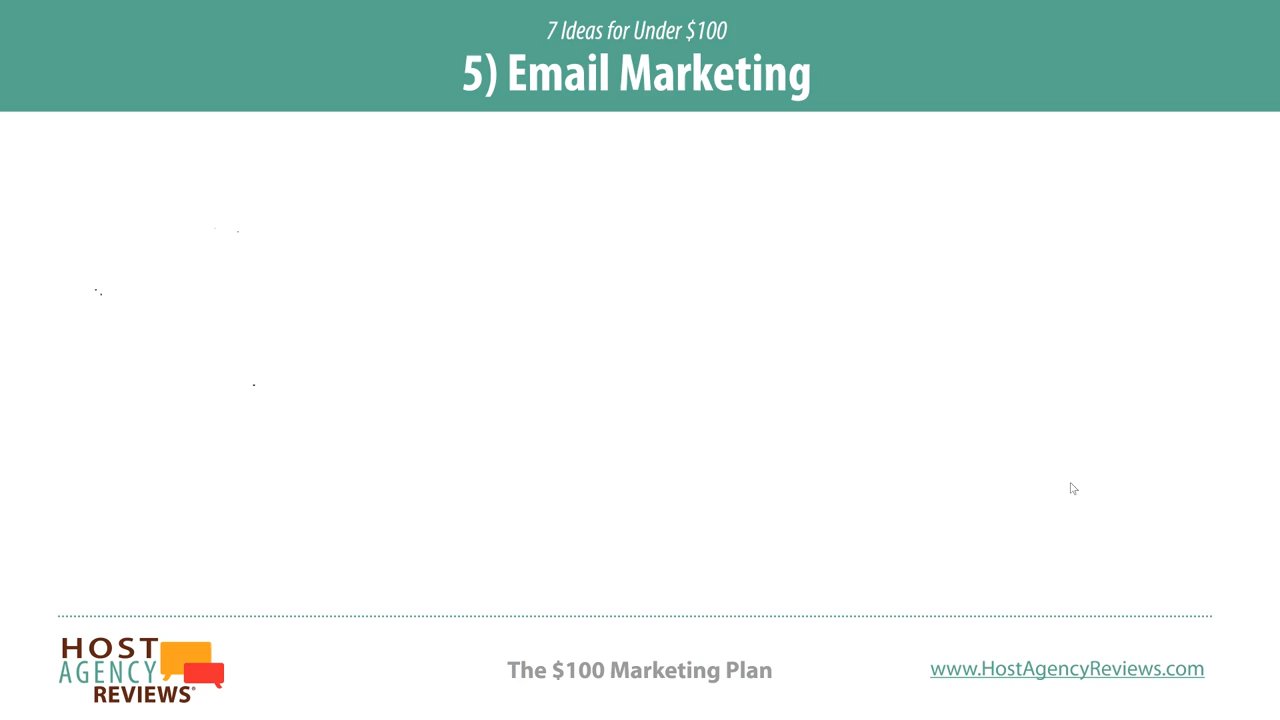 7 Ideas for Under $100
5) Email Marketing
HOST
AGENCY
REVIEWS®
The $100 Marketing Plan
www.HostAgencyReviews.com